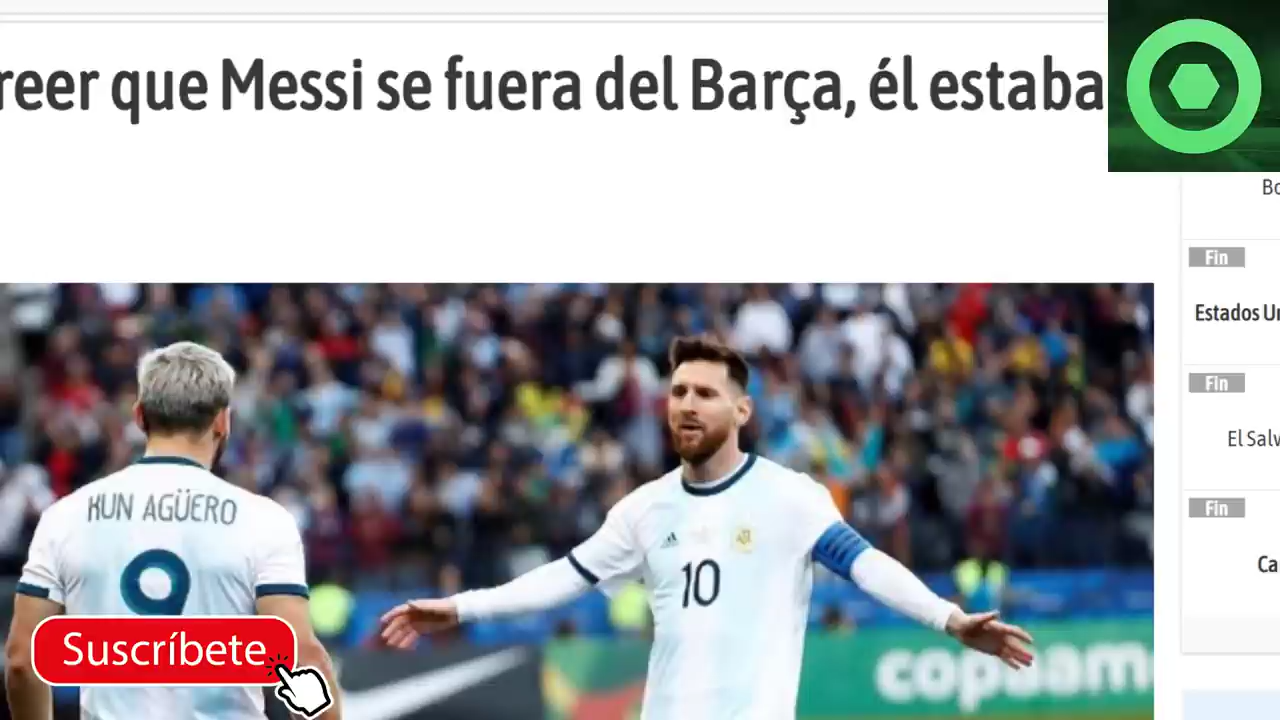 reer que Messi se fuera del Barça, él estaba
Bo
Fin
Estados Un
Fin
El Salv
Fin
Ca
KUN AGÜERO
9
10
copaam
Suscríbete